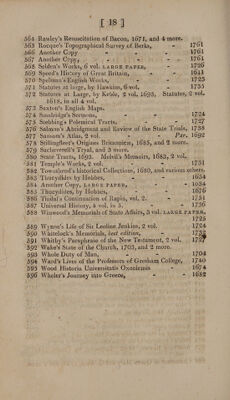 [ 18 ]
564 Rawley's Resuscitation of Bacon, 1671, and 4 more.
565 Rocque's Topographical Survey of Berks, - 1761
566 Another Copy - - - 1761
567 Another Copy, - - - 1761
568 Selden's Works, 6 vol. LARGE PAPER, - - 1726
569 Speed's History of Great Britain, - - 1611
570 Spelman's English Works, - - 1723
571 Statutes at large, by Hawkins, 6 vol. - 1735
572 Statutes at Large, by Keble, 2 vol. 1695, Statutes, 2 vol.
1618, in all 4 vol.
573 Saxton's English Maps.
574 Sandridge's Sermons, - - 1724
575 Stebbing's Polemical Tracts, - - 1727
576 Salmon's Abridgment and Review of the State Trials, 1738
577 Sanson's Atlas, 2 vol. - - Par. 1692
578 Stillingfleet's Origines Britannicæ, 1685, and 2 more.
579 Sacheverell's Tryal, and 3 more.
580 State Tracts, 1693. Melvil's Memoirs, 1683, 2 vol.
581 Temple's Works, 2 vol. - - 1731
582 Townshend's historical Collections, 1680, and various others.
583 Thucydides by Hobbes, - - 1634
584 Another Copy, LARGE PAPER, - - 1634
585 Thucydides, by Hobbes, - - 1676
586 Tindal's Continuation of Rapin, vol. 2. - 1751
587 Universal History, 5 vol. in 3. - - 1736
588 Winwood's Memorials of State Affairs, 3 vol. LARGE PAPER,
1725
589 Wynne's Life of Sir Leoline Jenkins, 2 vol. - 1724
590 Whitelock's Memorials, best edition, - - 1732
591 Whitby's Paraphrase of the New Testament, 2 vol.
592 Wake's State of the Church, 1703, and 2 more.
593 Whole Duty of Man, - - 1704
594 Ward's Lives of the Professors of Gresham College, 1740
595 Wood Historia Universitatis Oxoniensis - 1674
596 Wheler's Journey into Greece, - - 1682